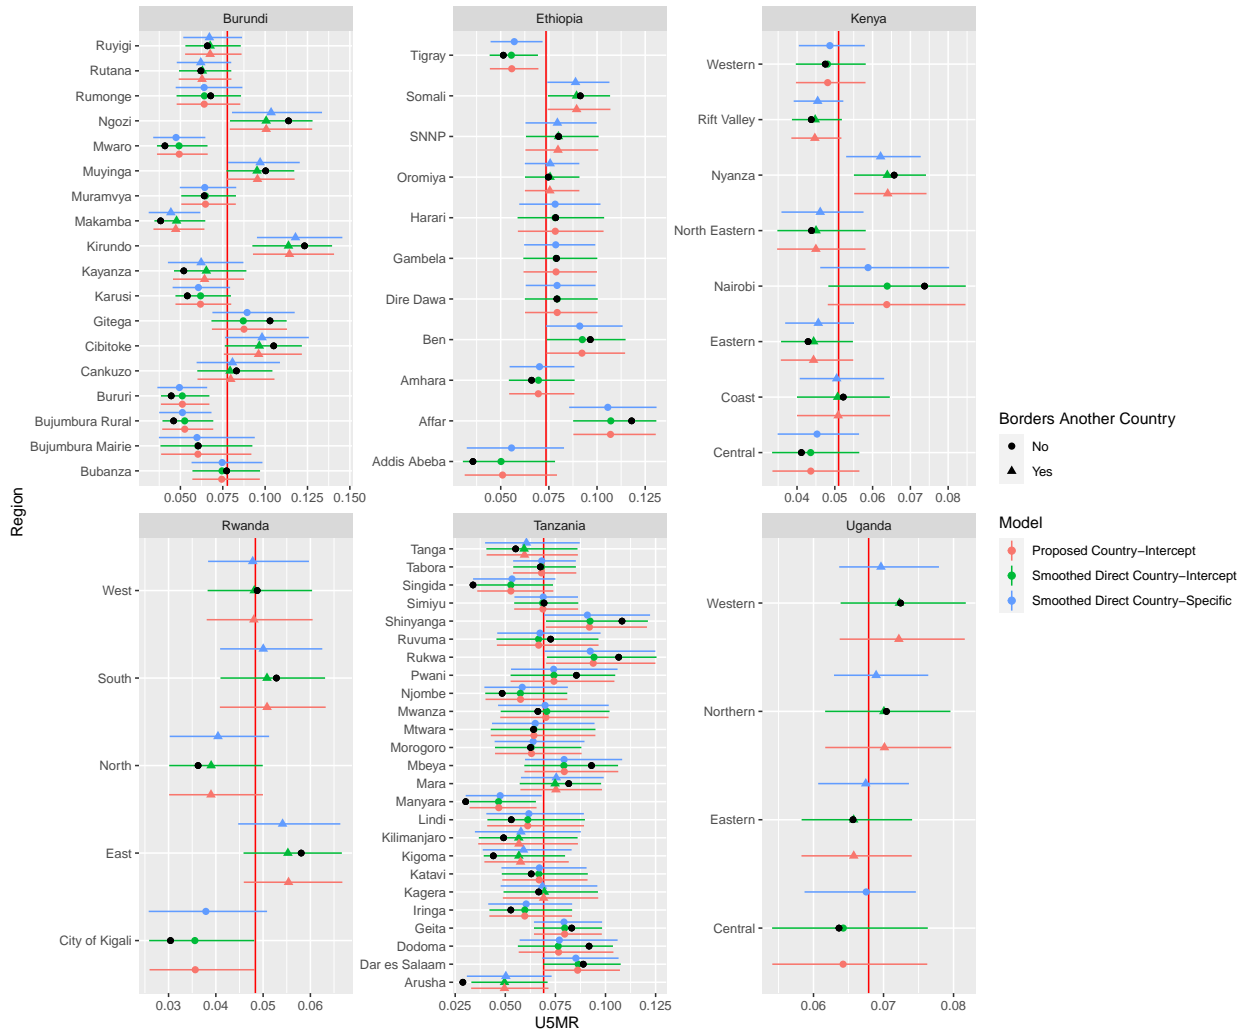 Burundi
Ethiopia
Kenya
Ruyigi
Rutana
Rumonge
Ngozi
Mwaro
Muyinga
Muramvya
Makamba
Kirundo
Kayanza
Karusi
Gitega
Cibitoke
Cankuzo
Bururi
Bujumbura Rural
Bujumbura Mairie
Bubanza
0.050 0.075 0.100 0.125 0.150
Tigray
Somali
SNNP
Oromiya
Harari
Gambela
Dire Dawa
Ben
Amhara
Affar
Addis Abeba
0.050 0.075 0.100 0.125
Western
Rift Valley
Nyanza
North Eastern
Nairobi
Eastern
Coast
Central
0.04 0.05 0.06 0.07 0.08
Region
Rwanda
Tanzania
Uganda
West
South
North
East
City of Kigali
0.03 0.04 0.05 0.06
Tanga
Tabora
Singida
Simiyu
Shinyanga
Ruvuma
Rukwa
Pwani
Njombe
Mwanza
Mtwara
Morogoro
Mbeya
Mara
Manyara
Lindi
Kilimanjaro
Kigoma
Katavi
Kagera
Iringa
Geita
Dodoma
Dar es Salaam
Arusha
0.025 0.050 0.075 0.100 0.125
Western
Northern
Eastern
Central
0.06 0.07 0.08
U5MR
Borders Another Country
No
Yes
Model
Proposed Country−Intercept
Smoothed Direct Country−Intercept
Smoothed Direct Country−Specific